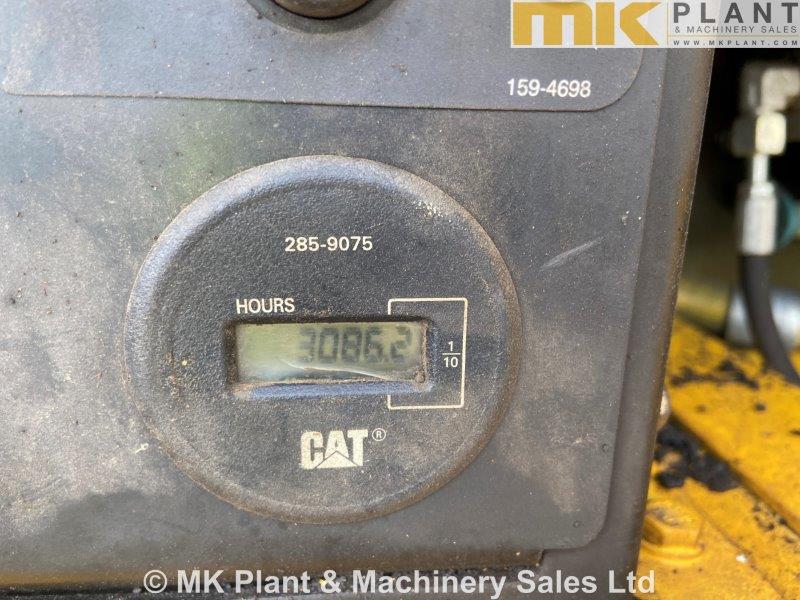 MK PLANT
& MACHINERY SALES
WWW.MKPLANT.COM
159-4698
285-9075
HOURS
3086.2
1
10
CAT®
© MK Plant & Machinery Sales Ltd